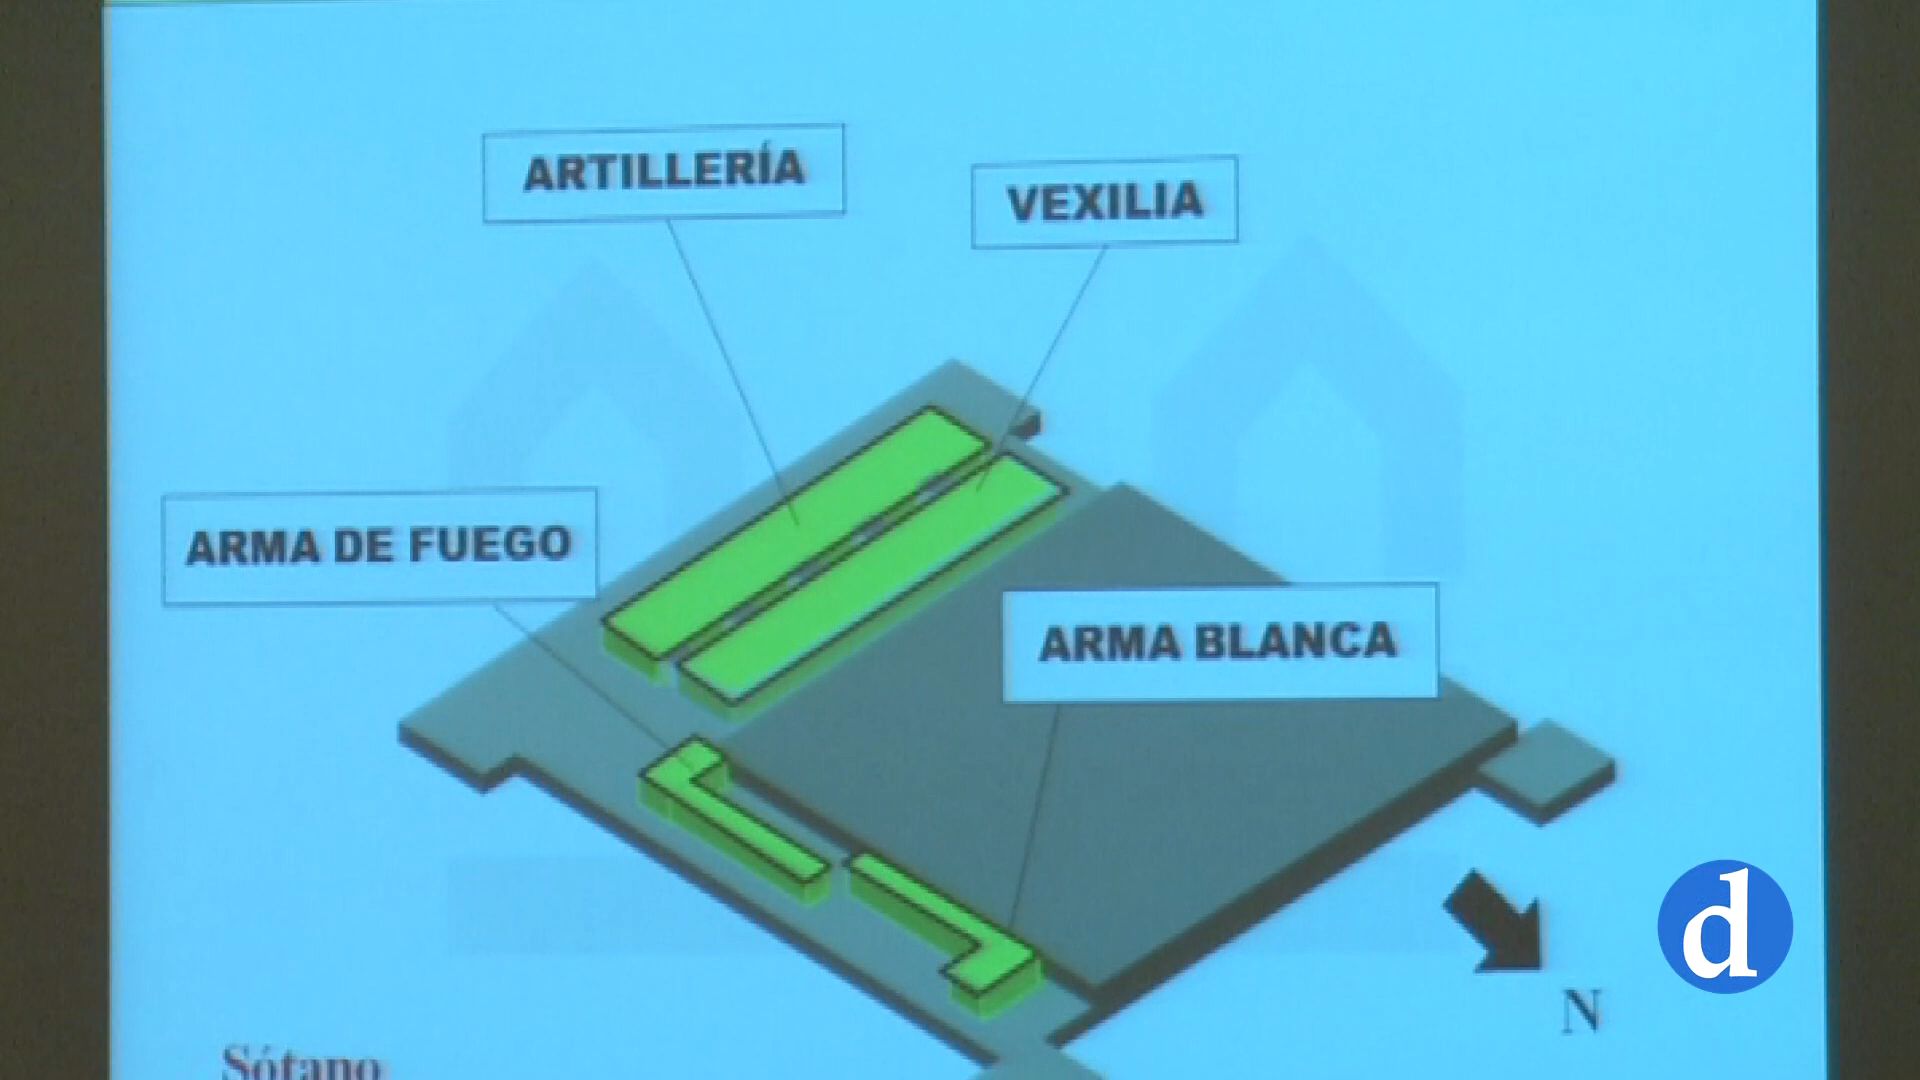 ARTILLERÍA
VEXILIA
ARMA DE FUEGO
ARMA BLANCA
N
d
Sótano